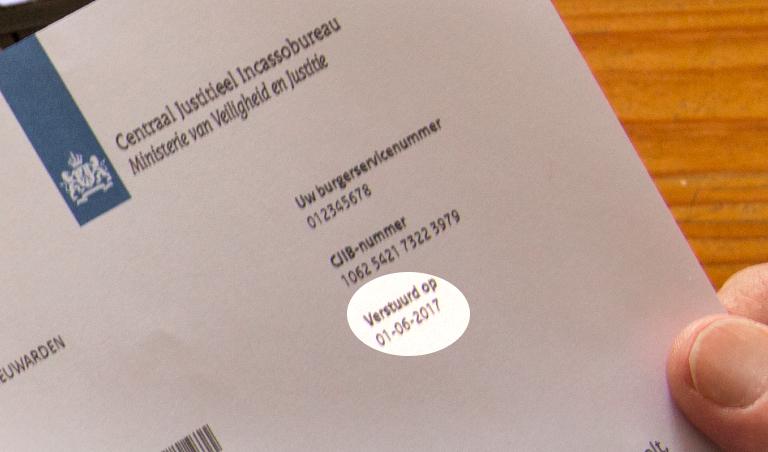 Centraal Justitieel Incassobureau
Ministerie van Veiligheid en Justitie
Uw burgerservicenummer
012345678
CJIB-nummer
1062 5421 7322 3979
Verstuurd op
01-06-2017
EUWARDEN